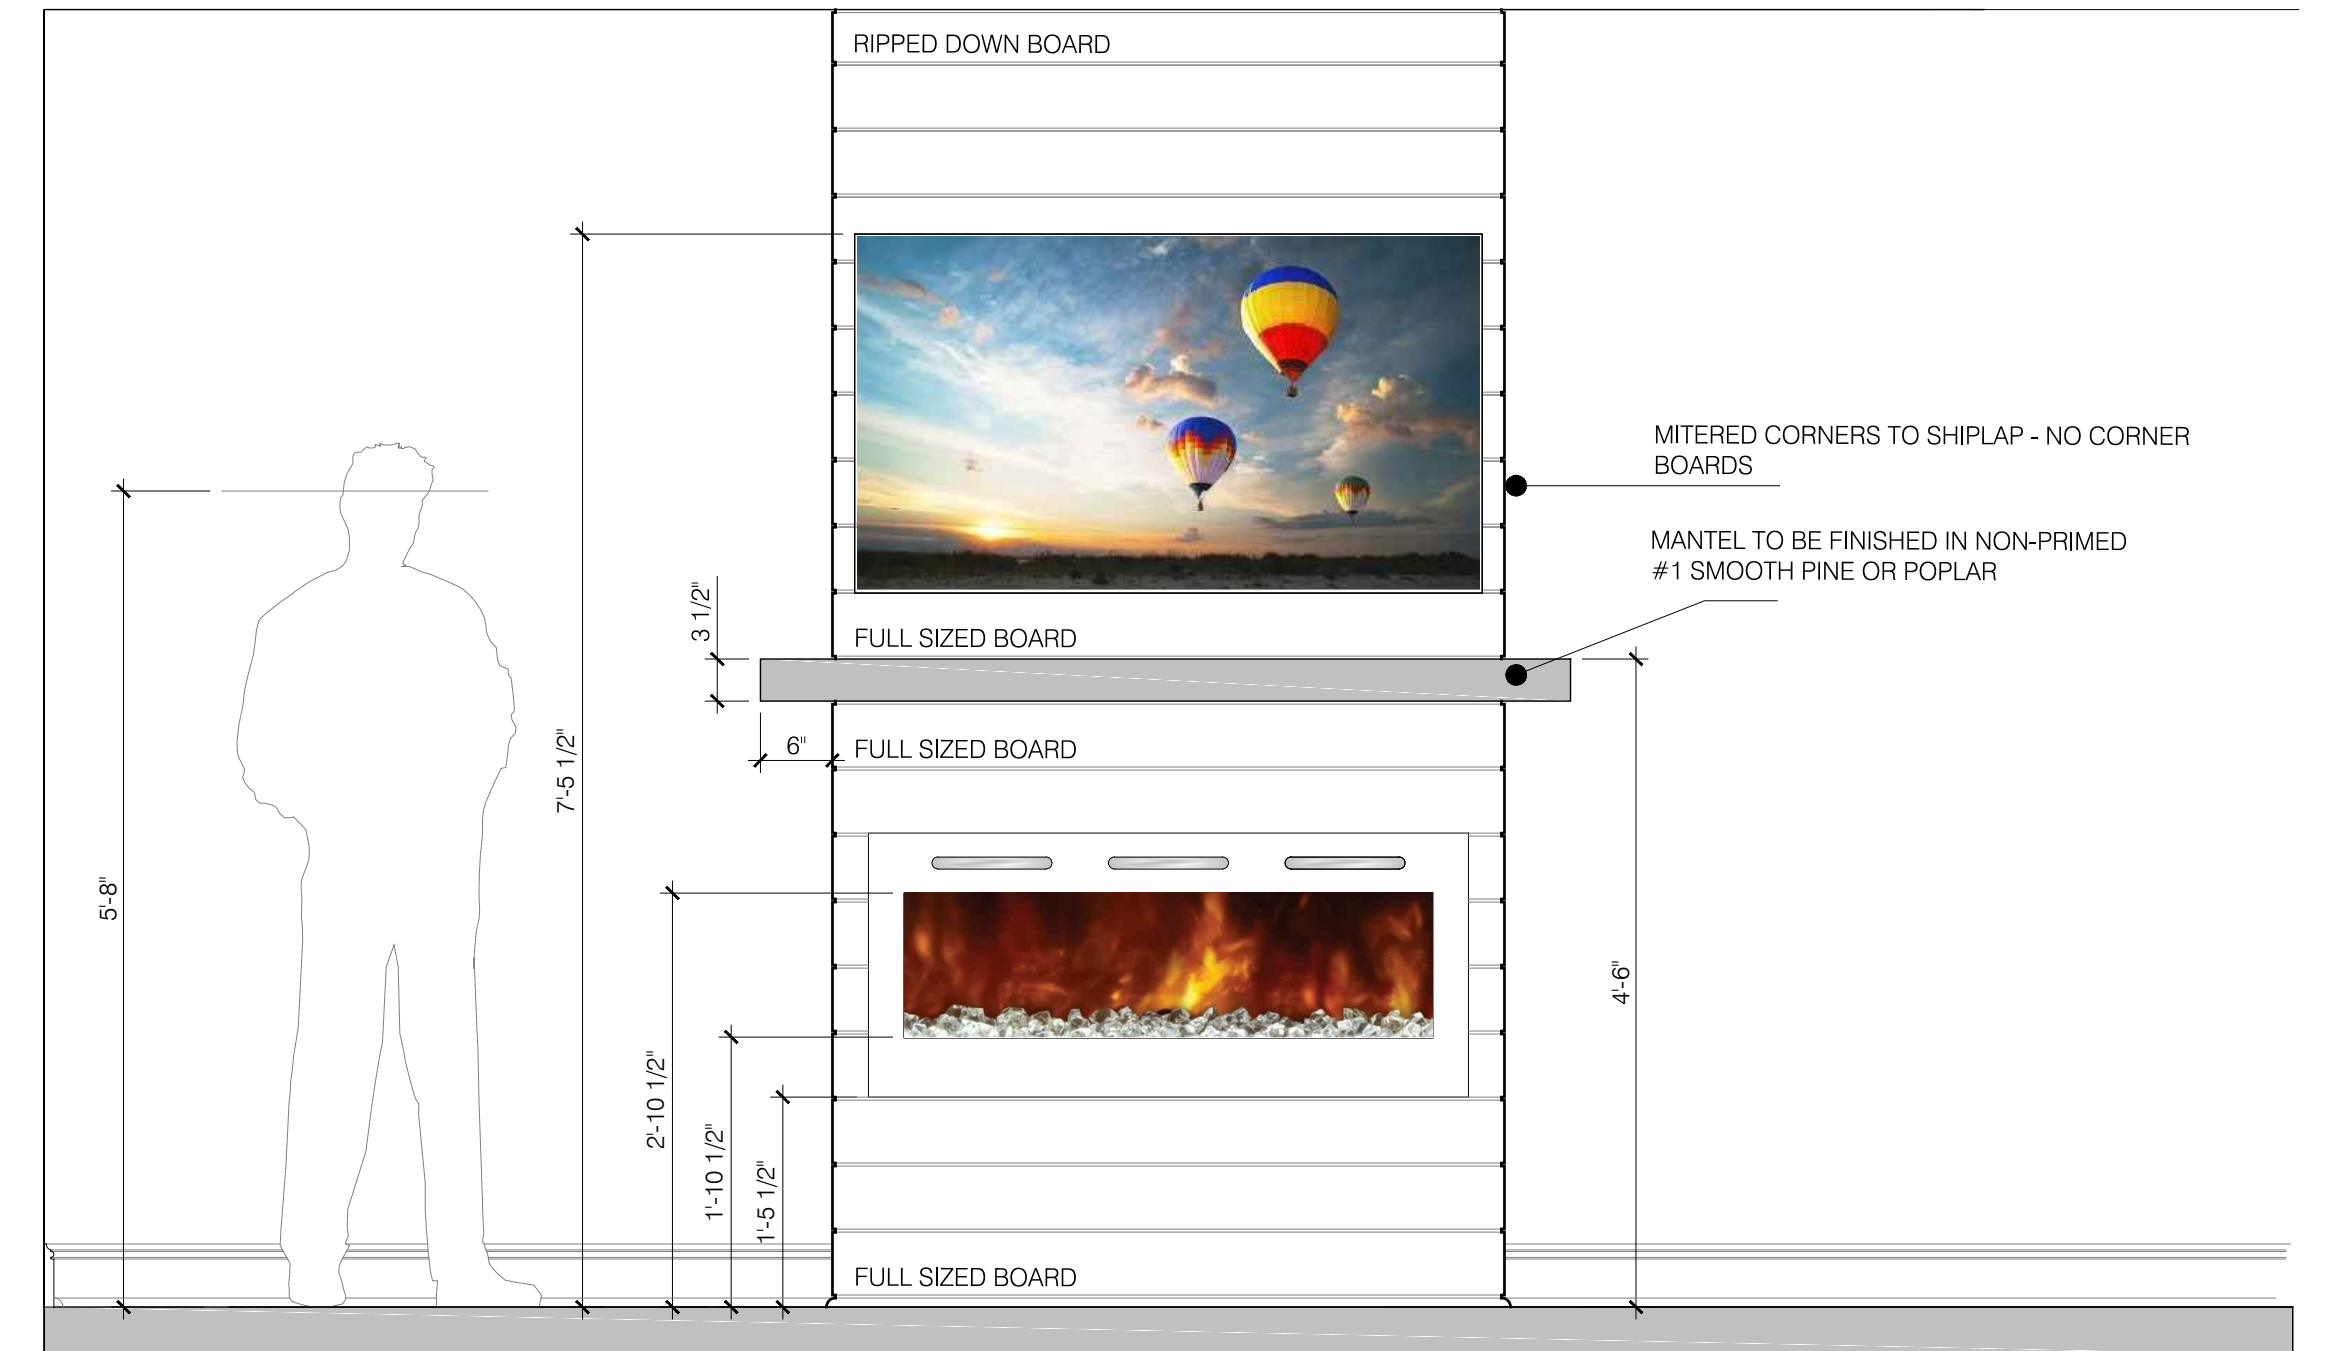 RIPPED DOWN BOARD
MITERED CORNERS TO SHIPLAP - NO CORNER
BOARDS
MANTEL TO BE FINISHED IN NON-PRIMED
#1 SMOOTH PINE OR POPLAR
3 1/2"
FULL SIZED BOARD
6"
FULL SIZED BOARD
7'-5 1/2"
5'-8"
4'-6"
2'-10 1/2"
1'-10 1/2"
1'-5 1/2"
FULL SIZED BOARD